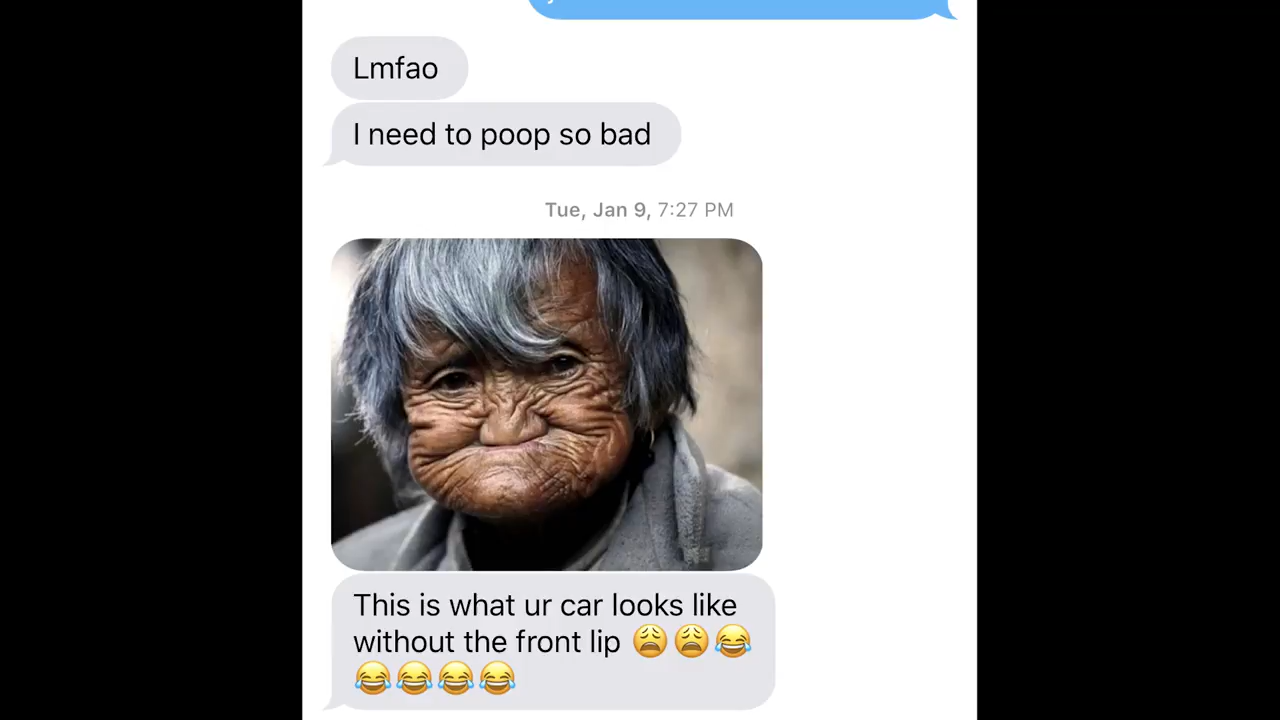 Lmfao
I need to poop so bad
Tue, Jan 9, 7:27 PM
This is what ur car looks like
without the front lip 😩😩😂
😂😂😂😂